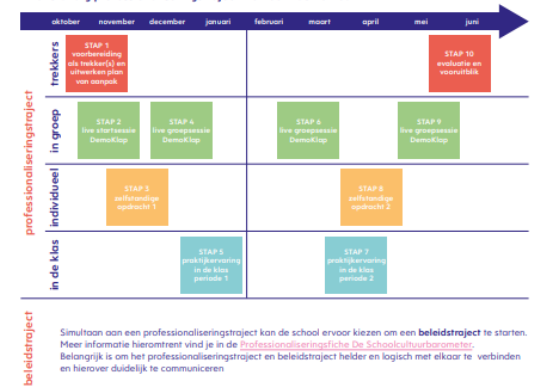 oktober november december januari februari maart april mei juni
professionaliseringstraject
trekkers
STAP 1
voorbereiding
als trekker(s) en
uitwerken plan
van aanpak
STAP 10
evaluatie en
vooruitblik
in groep
STAP 2
live startsessie
DemoKlap
STAP 4
live groepsessie
DemoKlap
STAP 6
live groepsessie
DemoKlap
STAP 9
live groepsessie
DemoKlap
individueel
STAP 3
zelfstandige
opdracht 1
STAP 8
zelfstandige
opdracht 2
in de klas
STAP 5
praktijkervaring
in de klas
periode 1
STAP 7
praktijkervaring
in de klas
periode 2
beleidstraject
Simultaan aan een professionaliseringstraject kan de school ervoor kiezen om een beleidstraject te starten.
Meer informatie hieromtrent vind je in de Professionaliseringsfiche De Schoolcultuurbarometer.
Belangrijk is om het professionaliseringstraject en beleidstraject helder en logisch met elkaar te verbinden
en hierover duidelijk te communiceren